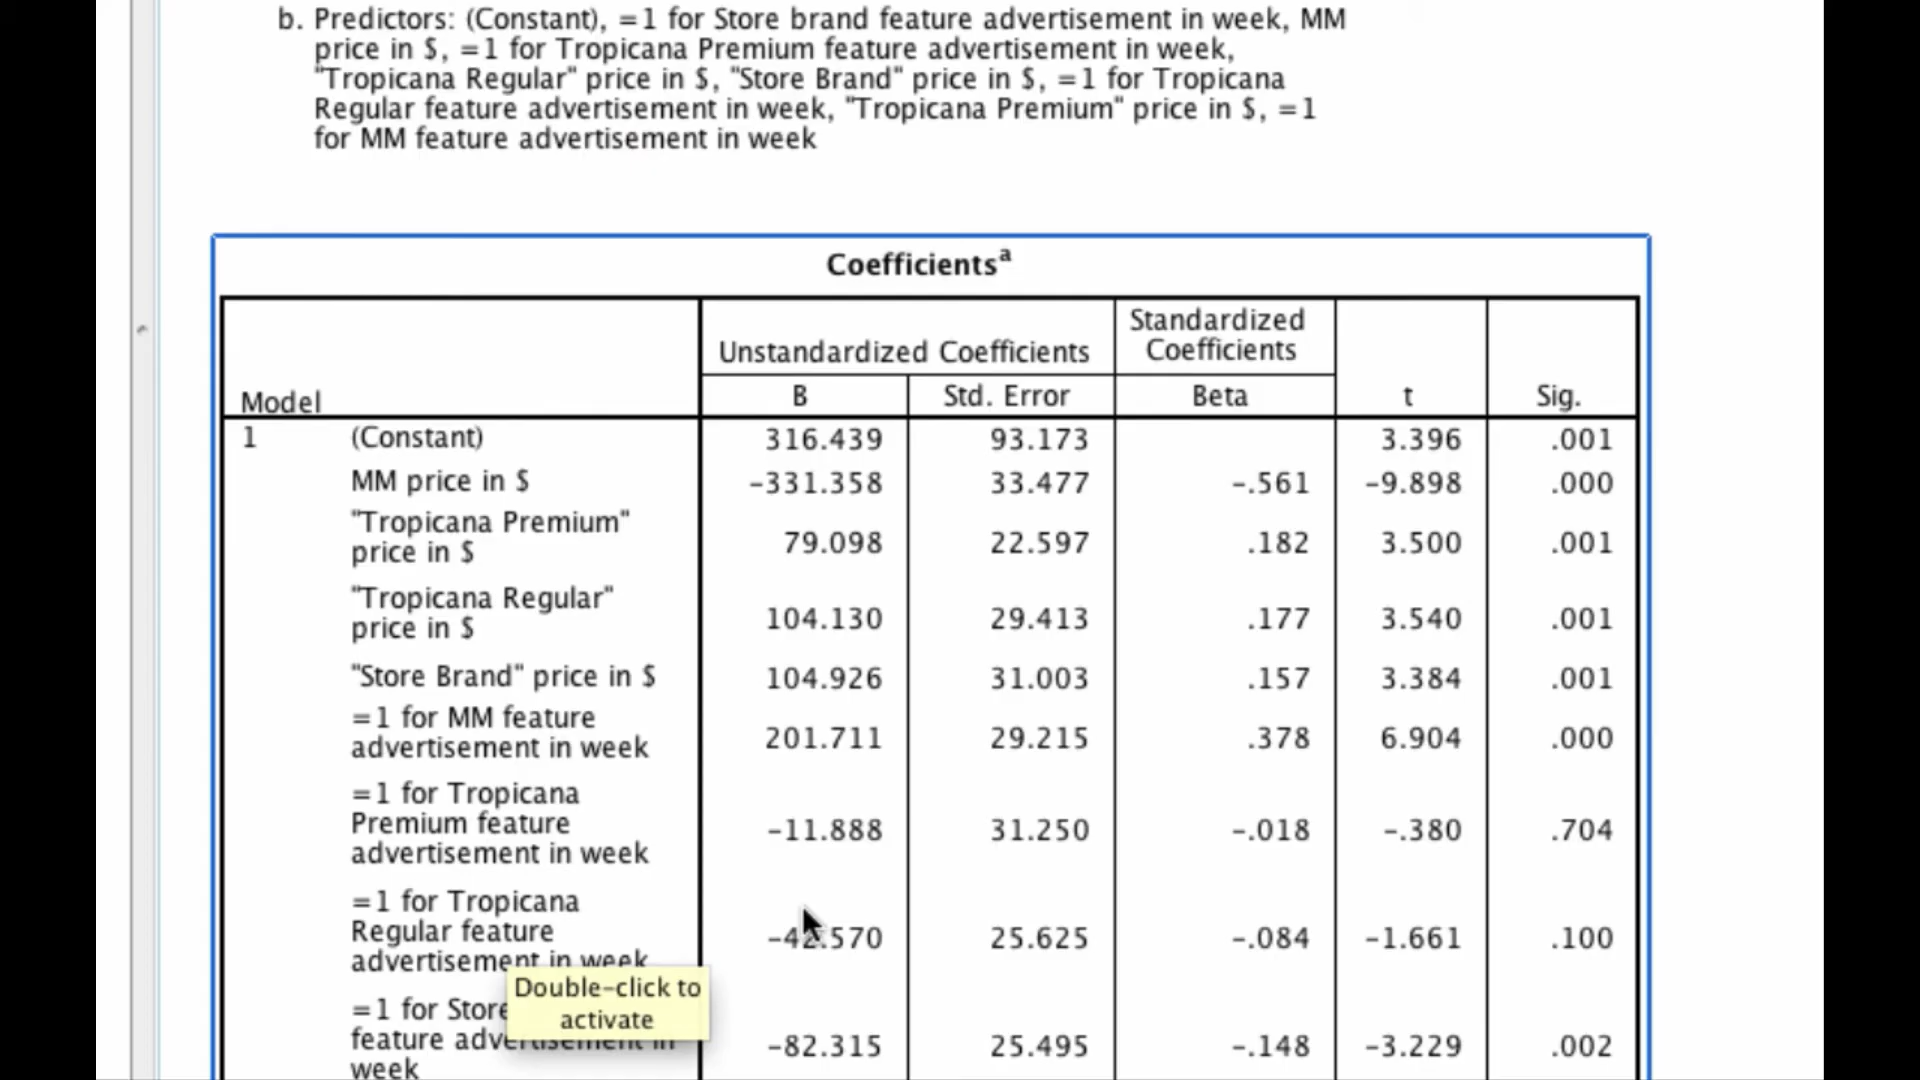 b. Predictors: (Constant), =1 for Store brand feature advertisement in week, MM
price in $, =1 for Tropicana Premium feature advertisement in week,
"Tropicana Regular" price in $, "Store Brand" price in $, =1 for Tropicana
Regular feature advertisement in week, "Tropicana Premium" price in $, =1
for MM feature advertisement in week
Coefficientsa
Model Unstandardized Coefficients Standardized Coefficients t Sig.
B Std. Error Beta
1 (Constant) 316.439 93.173 3.396 .001
MM price in $ -331.358 33.477 -.561 -9.898 .000
"Tropicana Premium"
price in $ 79.098 22.597 .182 3.500 .001
"Tropicana Regular"
price in $ 104.130 29.413 .177 3.540 .001
"Store Brand" price in $ 104.926 31.003 .157 3.384 .001
=1 for MM feature
advertisement in week 201.711 29.215 .378 6.904 .000
=1 for Tropicana
Premium feature
advertisement in week -11.888 31.250 -.018 -.380 .704
=1 for Tropicana
Regular feature
advertisement in week -42.570 25.625 -.084 -1.661 .100
Double-click to
activate
=1 for Store
feature advertisement in
week -82.315 25.495 -.148 -3.229 .002